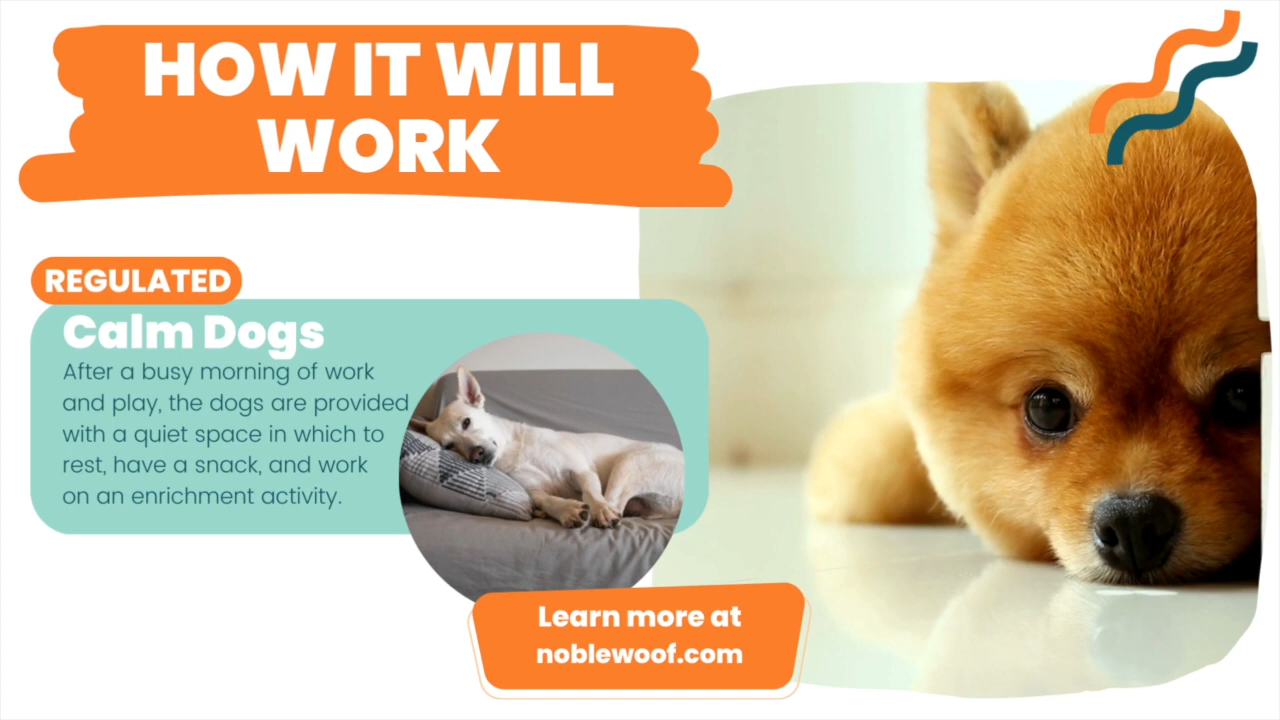 HOW IT WILL
WORK
REGULATED
Calm Dogs
After a busy morning of work
and play, the dogs are provided
with a quiet space in which to
rest, have a snack, and work
on an enrichment activity.
Learn more at
noblewoof.com